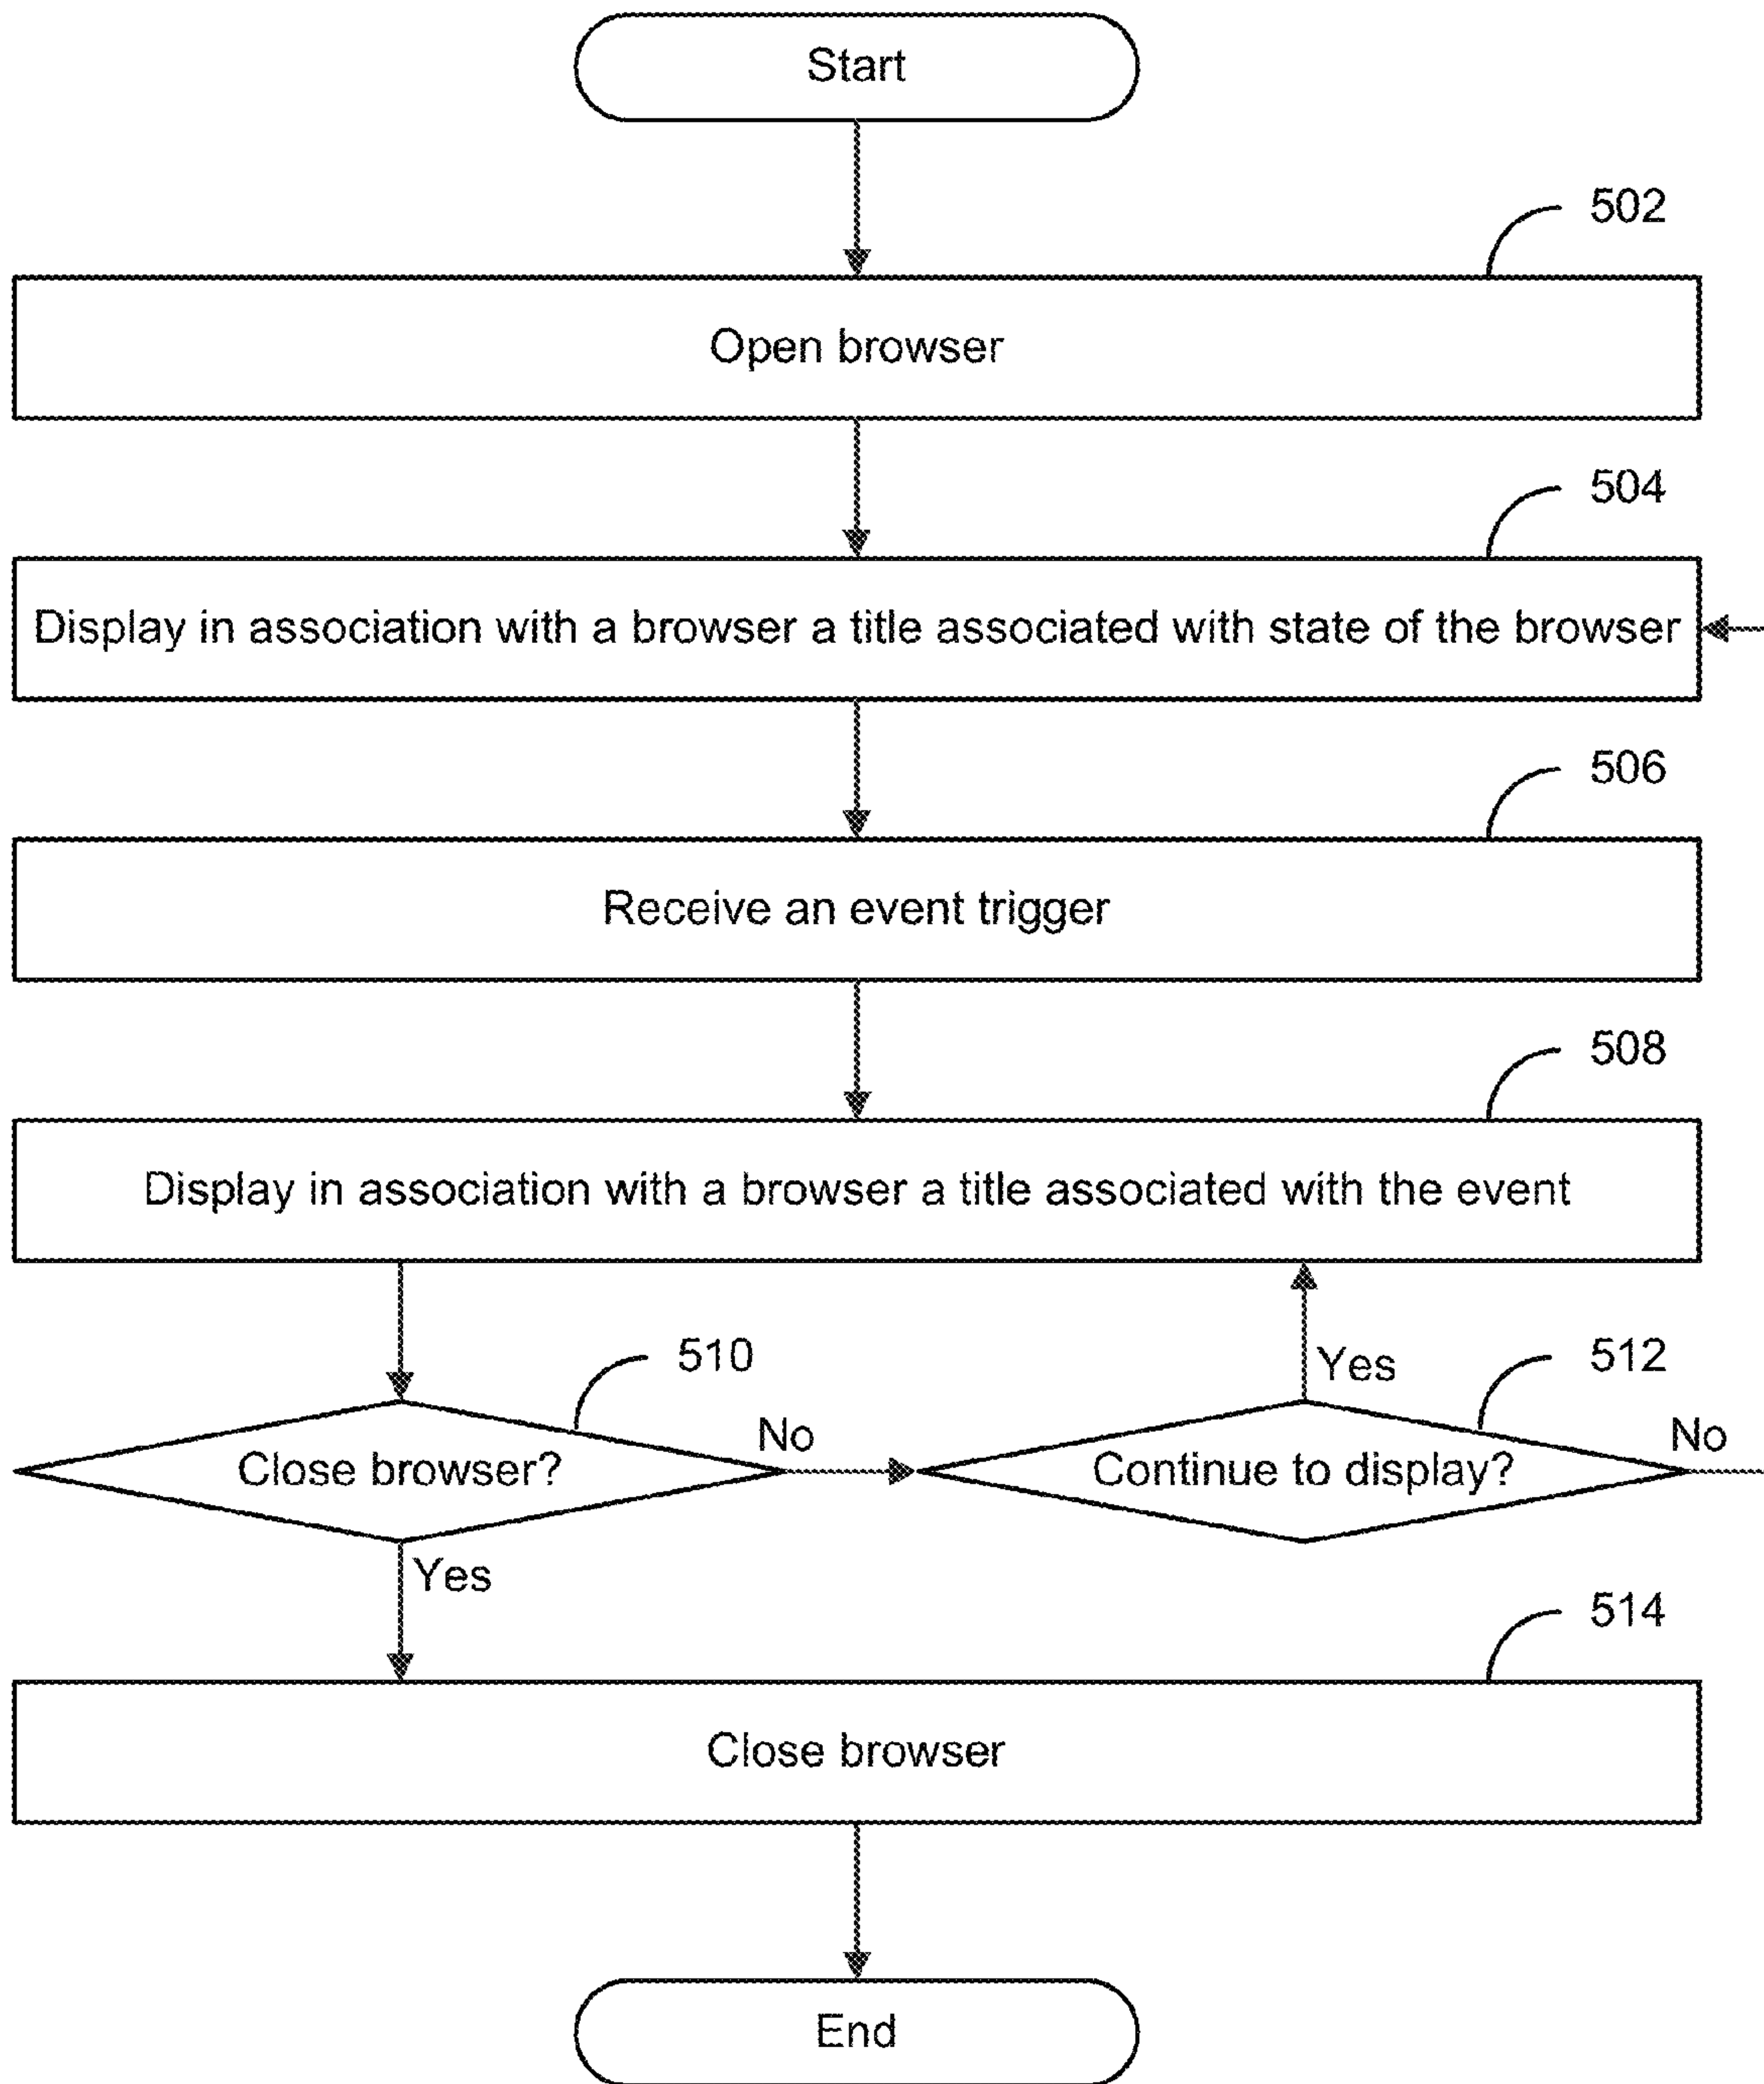 Start
502
Open browser
504
Display in association with a browser a title associated with state of the browser
506
Receive an event trigger
508
Display in association with a browser a title associated with the event
510
Yes
512
Close browser?
No
Continue to display?
No
Yes
514
Close browser
End